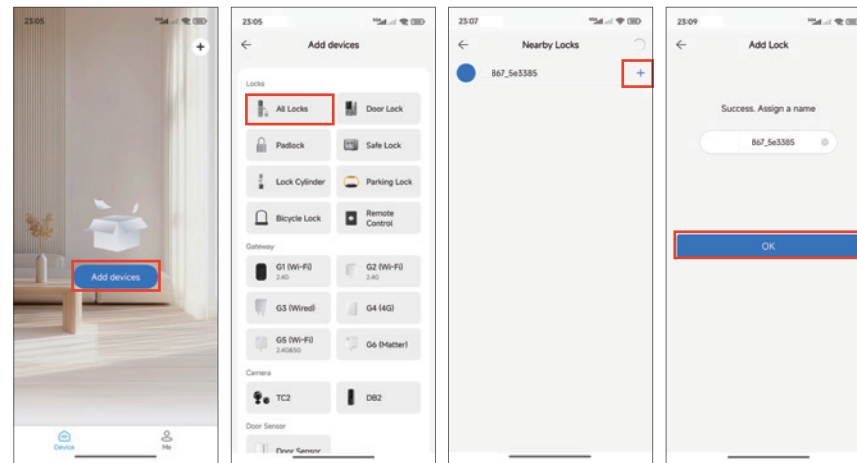 23:05
+
Add devices
Device
Me
23:05
Add devices
Locks
All Locks
Door Lock
Padlock
Safe Lock
Lock Cylinder
Parking Lock
Bicycle Lock
Remote
Control
Gateway
G1 (Wi-Fi)
2.4G
G2 (Wi-Fi)
2.4G
G3 (Wired)
G4 (4G)
G5 (Wi-Fi)
2.4G&5G
G6 (Matter)
Camera
TC2
DB2
Door Sensor
Door Sensor
23:07
Nearby Locks
B67_5e3385
+
23:09
Add Lock
Success. Assign a name
B67_5e3385
OK